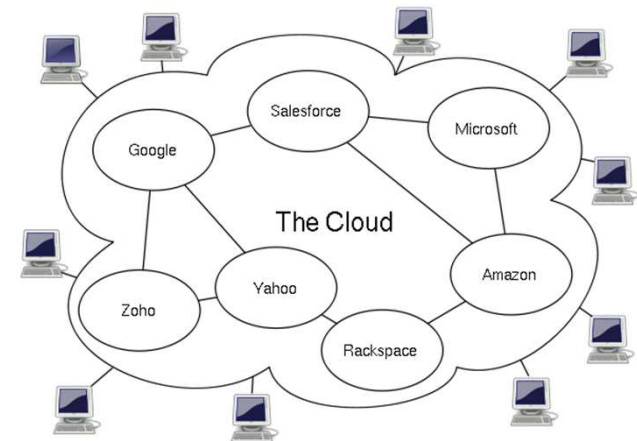 Salesforce
Microsoft
Google
The Cloud
Amazon
Yahoo
Zoho
Rackspace